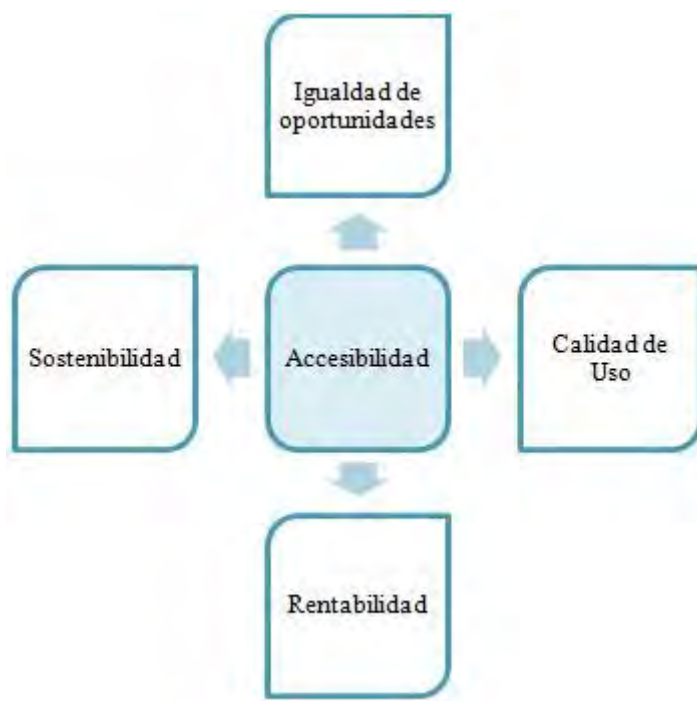 Igualdad de
oportunidades
Sostenibilidad
Accesibilidad
Calidad de
Uso
Rentabilidad